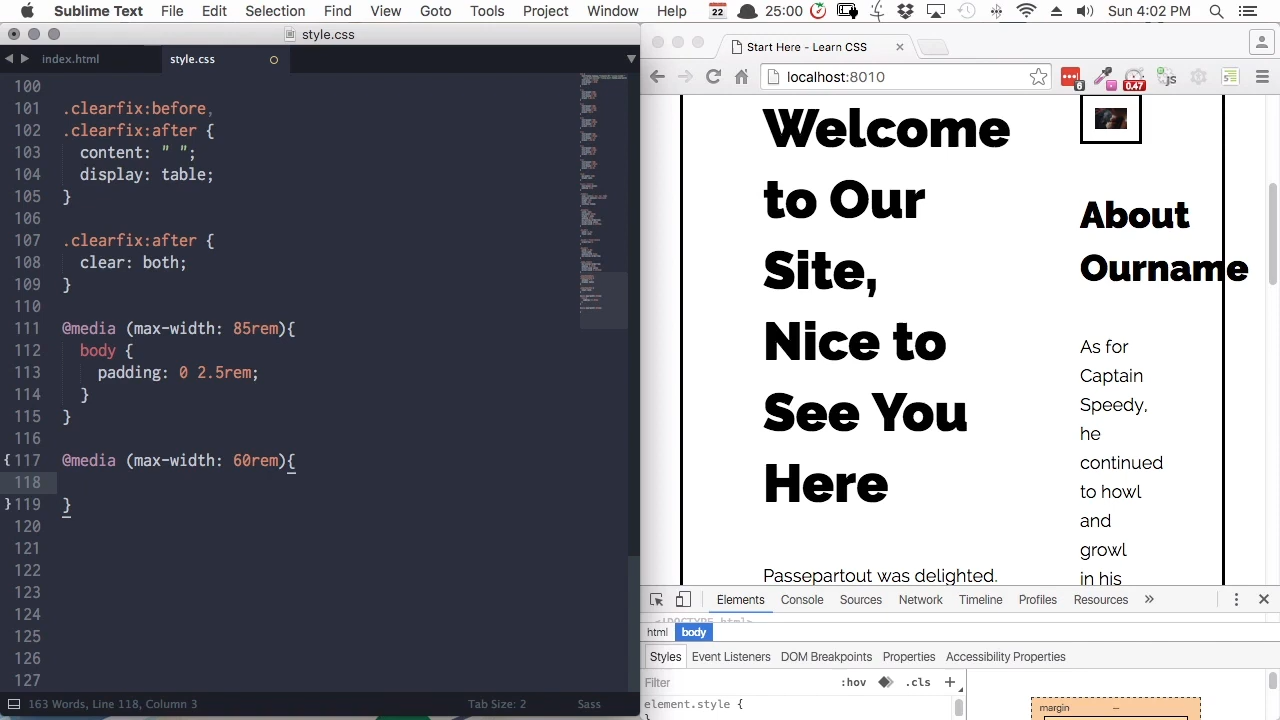 Sublime Text File Edit Selection Find View Goto Tools Project Window Help 22 25:00 Sun 4:02 PM
style.css
index.html style.css
Start Here - Learn CSS
localhost:8010
6 0.47 JS
100
101 .clearfix:before,
102 .clearfix:after {
103 content: " ";
104 display: table;
105 }
106
107 .clearfix:after {
108 clear: both;
109 }
110
111 @media (max-width: 85rem){
112 body {
113 padding: 0 2.5rem;
114 }
115 }
116
{117 @media (max-width: 60rem){
118
}119 }
120
121
122
123
124
125
126
127
163 Words, Line 118, Column 3 Tab Size: 2 Sass
Welcome
to Our
Site,
Nice to
See You
Here
Passepartout was delighted.
About
Ourname
As for
Captain
Speedy,
he
continued
to howl
and
growl
in his
Elements Console Sources Network Timeline Profiles Resources »
<!DOCTYPE html>
html body
Styles Event Listeners DOM Breakpoints Properties Accessibility Properties
Filter :hov .cls +
element.style {
}
margin –